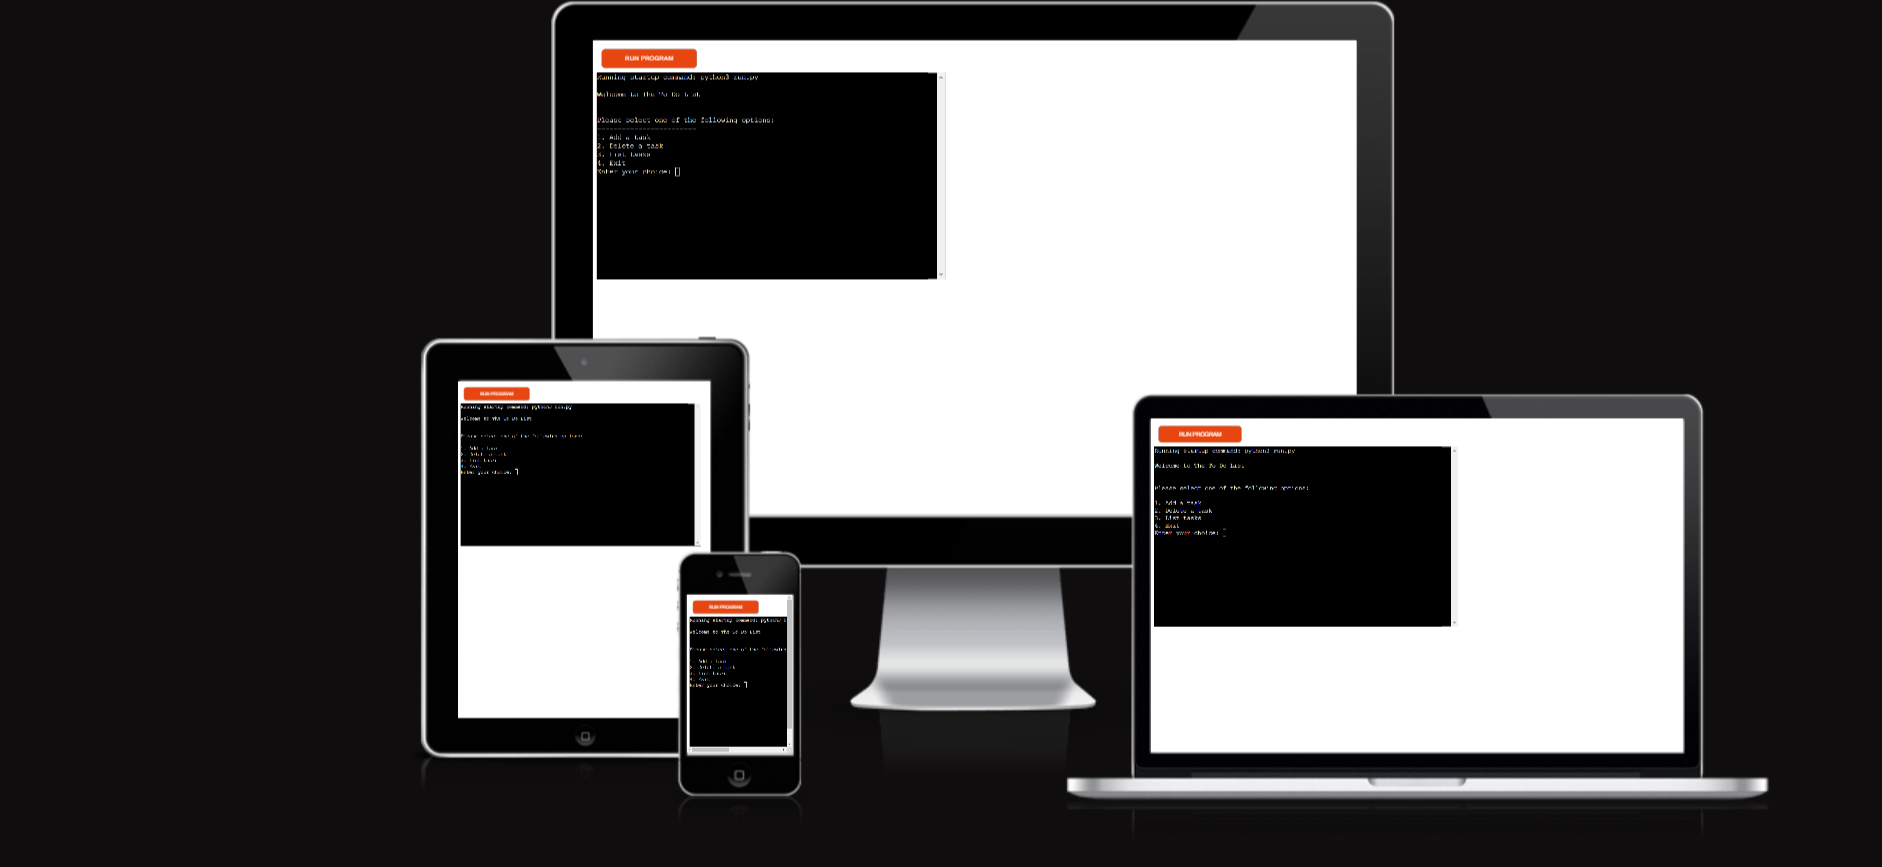 RUN PROGRAM
Running startup command: python3 run.py
Welcome to The To Do List
Please select one of the following options:
------------------------
1. Add a task
2. Delete a task
3. List tasks
4. Exit
Enter your choice:
RUN PROGRAM
Running startup command: python3 run.py
Welcome to The To Do List
Please select one of the following options:
1. Add a task
2. Delete a task
3. List tasks
4. Exit
Enter your choice:
RUN PROGRAM
Running startup command: python3
Welcome to The To Do List
Please select one of the following
1. Add a task
2. Delete a task
3. List tasks
4. Exit
Enter your choice:
RUN PROGRAM
Running startup command: python3 run.py
Welcome to The To Do List
Please select one of the following options:
1. Add a task
2. Delete a task
3. List tasks
4. Exit
Enter your choice: